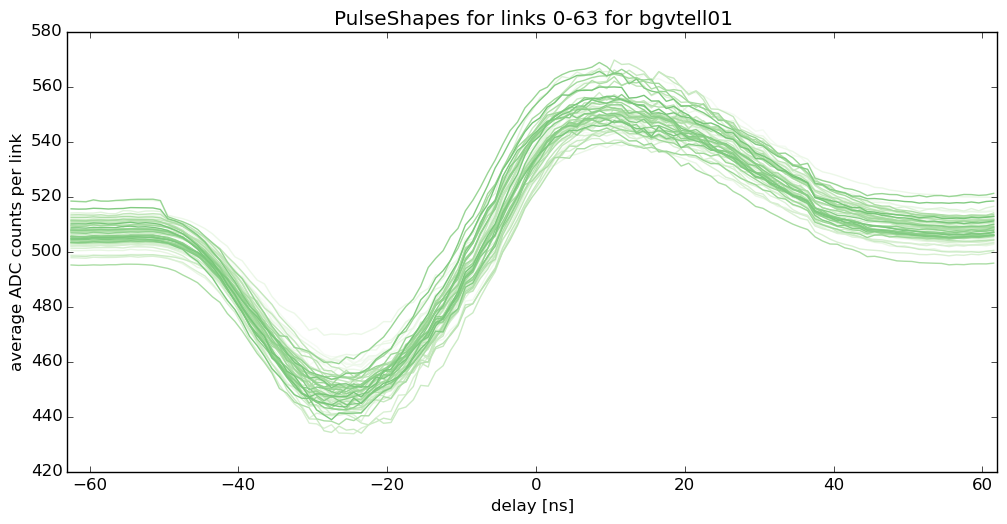 PulseShapes for links 0-63 for bgvtell01
580
560
540
520
500
480
460
440
420
average ADC counts per link
−60 −40 −20 0 20 40 60
delay [ns]